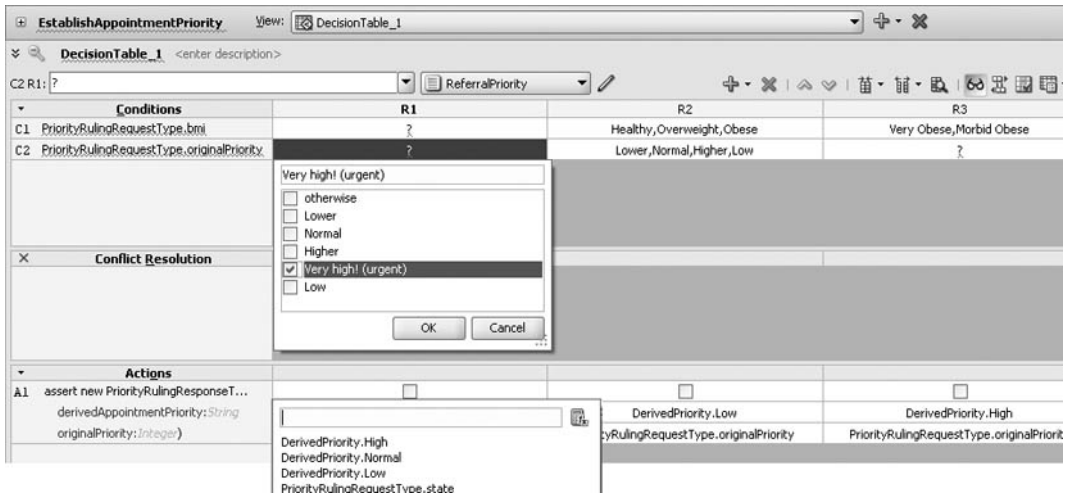 EstablishAppointmentPriority View: DecisionTable_1
DecisionTable_1 <enter description>
C2 R1: ? ReferralPriority
Conditions R1 R2 R3
C1 PriorityRulingRequestType.bmi ? Healthy,Overweight,Obese Very Obese,Morbid Obese
C2 PriorityRulingRequestType.originalPriority ? Lower,Normal,Higher,Low ?
Very high! (urgent)
otherwise
Lower
Normal
Higher
Very high! (urgent)
Low
OK Cancel
Conflict Resolution
Actions
A1 assert new PriorityRulingResponseT...
derivedAppointmentPriority:String DerivedPriority.Low DerivedPriority.High
originalPriority:Integer) tyRulingRequestType.originalPriority PriorityRulingRequestType.originalPriorit
DerivedPriority.High
DerivedPriority.Normal
DerivedPriority.Low
PriorityRulingRequestType.state